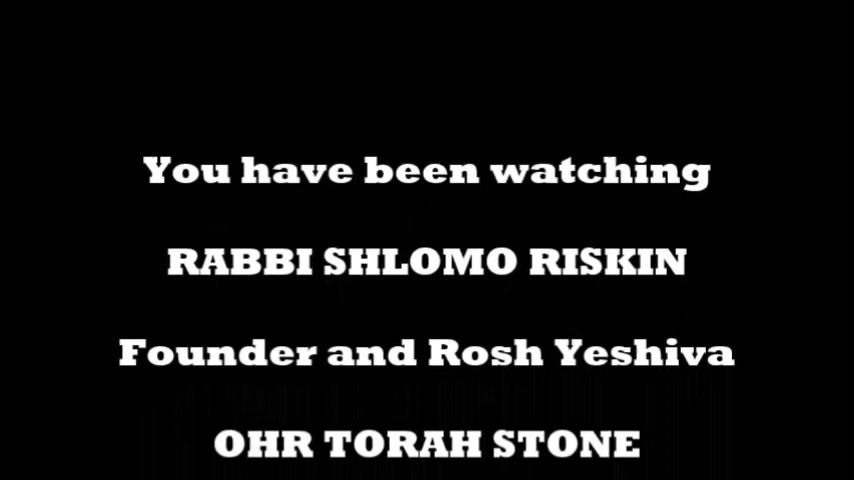 You have been watching
RABBI SHLOMO RISKIN
Founder and Rosh Yeshiva
OHR TORAH STONE